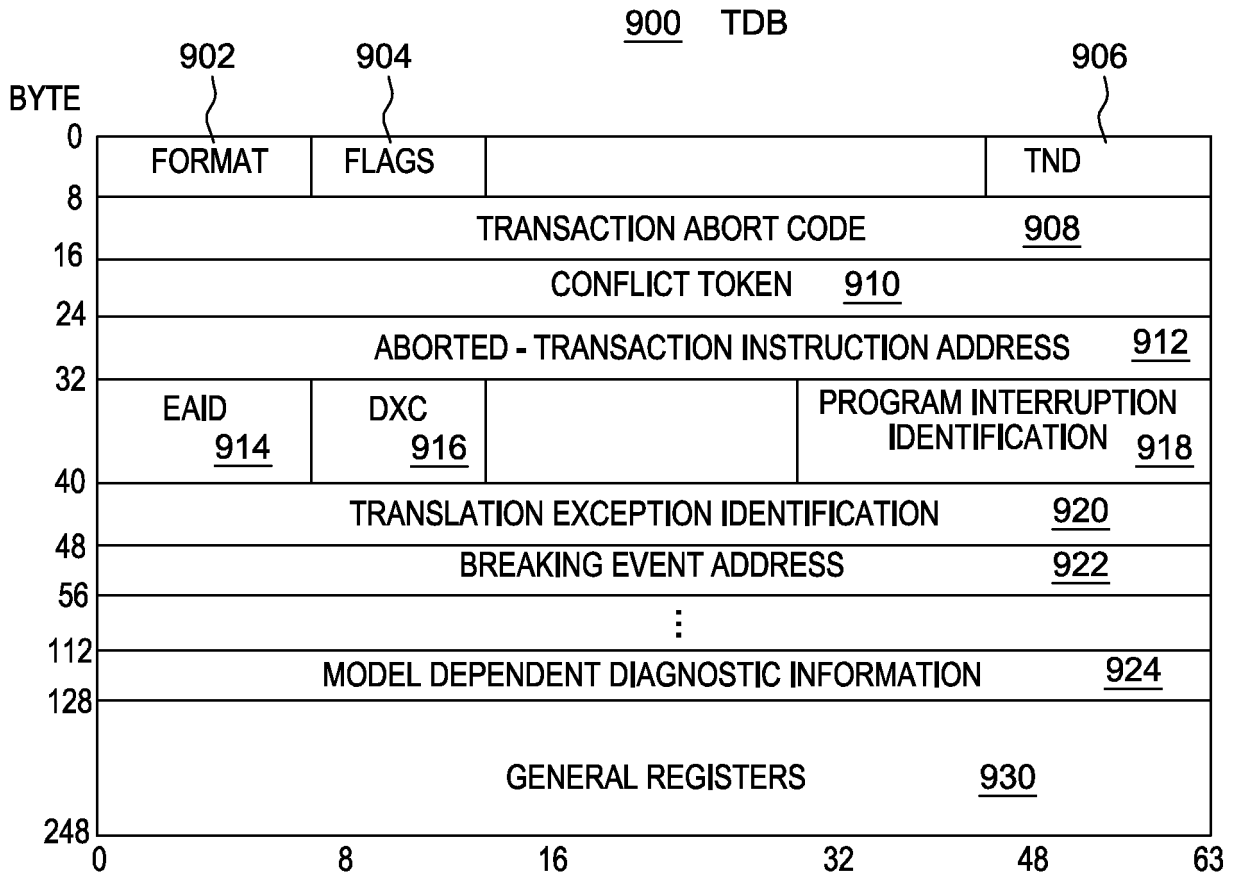 900 TDB
902 904 906
BYTE
0 FORMAT FLAGS TND
8
TRANSACTION ABORT CODE 908
16
CONFLICT TOKEN 910
24
ABORTED - TRANSACTION INSTRUCTION ADDRESS 912
32
EAID DXC PROGRAM INTERRUPTION
914 916 IDENTIFICATION 918
40
TRANSLATION EXCEPTION IDENTIFICATION 920
48
BREAKING EVENT ADDRESS 922
56
⋮
112
MODEL DEPENDENT DIAGNOSTIC INFORMATION 924
128
GENERAL REGISTERS 930
248
0 8 16 32 48 63